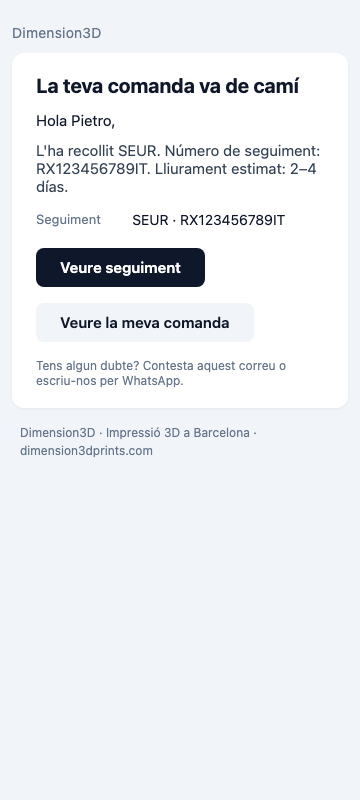 Dimension3D
La teva comanda va de camí
Hola Pietro,
L'ha recollit SEUR. Número de seguiment:
RX123456789IT. Lliurament estimat: 2–4
días.
Seguiment SEUR · RX123456789IT
Veure seguiment
Veure la meva comanda
Tens algun dubte? Contesta aquest correu o
escriu-nos per WhatsApp.
Dimension3D · Impressió 3D a Barcelona ·
dimension3dprints.com